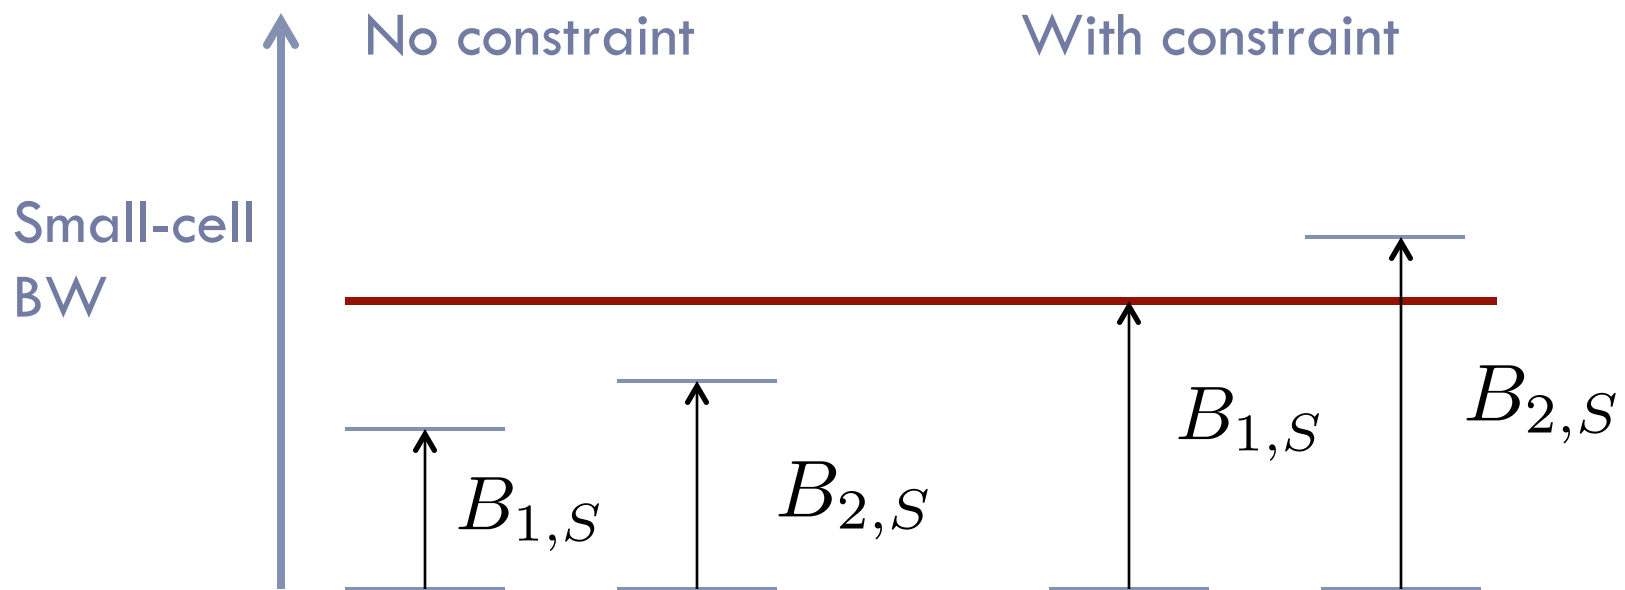 No constraint
With constraint
Small-cell
BW
B_{1,S}
B_{2,S}
B_{1,S}
B_{2,S}